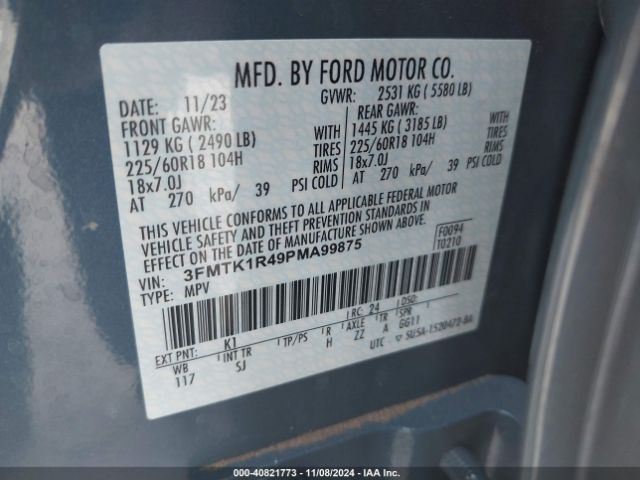 MFD. BY FORD MOTOR CO.
DATE: 11/23 GVWR: 2531 KG ( 5580 LB)
FRONT GAWR: REAR GAWR:
1129 KG ( 2490 LB) WITH 1445 KG ( 3185 LB) WITH
225/60R18 104H TIRES 225/60R18 104H TIRES
18x7.0J RIMS 18x7.0J RIMS
AT 270 kPa/ 39 PSI COLD AT 270 kPa/ 39 PSI COLD
THIS VEHICLE CONFORMS TO ALL APPLICABLE FEDERAL MOTOR
VEHICLE SAFETY AND THEFT PREVENTION STANDARDS IN
EFFECT ON THE DATE OF MANUFACTURE SHOWN ABOVE.
VIN: 3FMTK1R49PMA99875 F0094
TYPE: MPV T0210
EXT PNT: K1 RC: 24 DSO:
WB INT TR TP/PS R AXLE TR SPR
117 SJ H ZZ A GG11
UTC
000-40821773 — 11/08/2024 - IAA Inc.